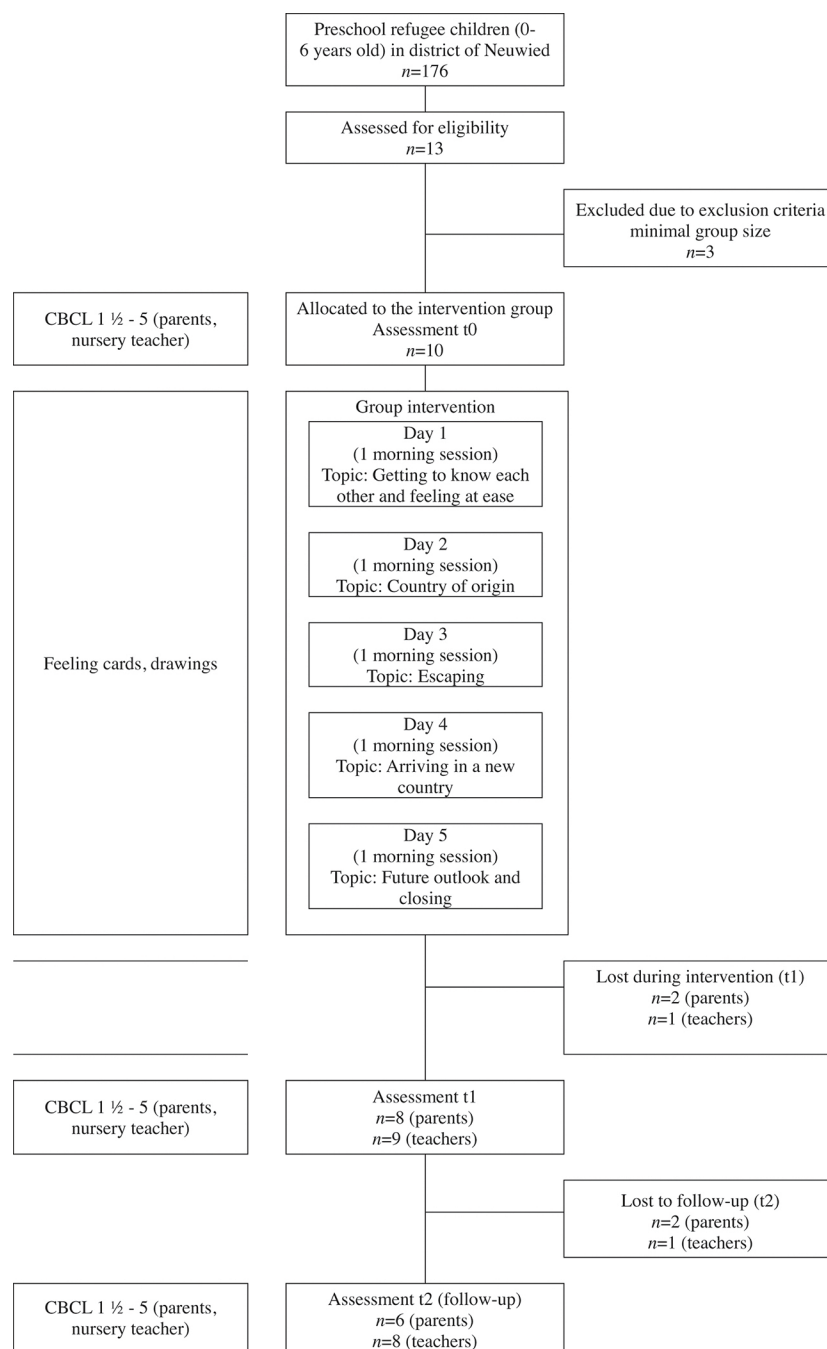 Preschool refugee children (0-
6 years old) in district of Neuwied
n=176
Assessed for eligibility
n=13
Excluded due to exclusion criteria
minimal group size
n=3
CBCL 1 ½ - 5 (parents,
nursery teacher)
Allocated to the intervention group
Assessment t0
n=10
Group intervention
Day 1
(1 morning session)
Topic: Getting to know each
other and feeling at ease
Day 2
(1 morning session)
Topic: Country of origin
Feeling cards, drawings
Day 3
(1 morning session)
Topic: Escaping
Day 4
(1 morning session)
Topic: Arriving in a new
country
Day 5
(1 morning session)
Topic: Future outlook and
closing
Lost during intervention (t1)
n=2 (parents)
n=1 (teachers)
CBCL 1 ½ - 5 (parents,
nursery teacher)
Assessment t1
n=8 (parents)
n=9 (teachers)
Lost to follow-up (t2)
n=2 (parents)
n=1 (teachers)
CBCL 1 ½ - 5 (parents,
nursery teacher)
Assessment t2 (follow-up)
n=6 (parents)
n=8 (teachers)